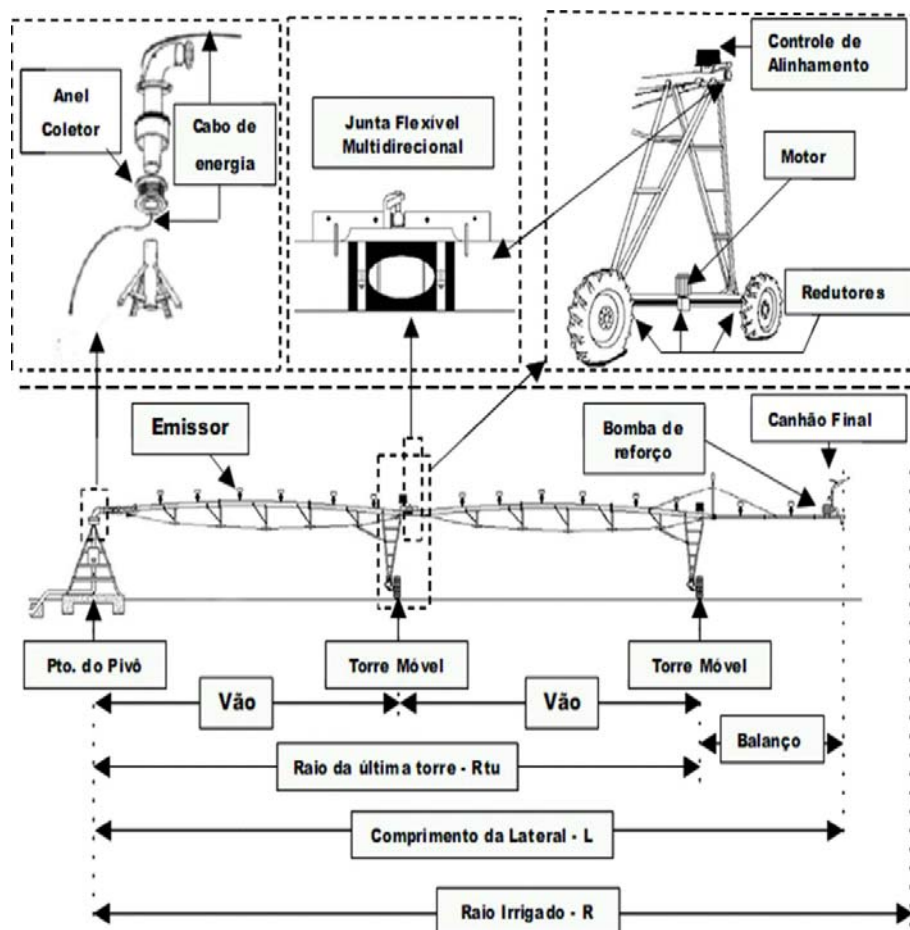 Anel
Coletor
Cabo de
energia
Junta Flexível
Multidirecional
Controle de
Alinhamento
Motor
Redutores
Emissor
Bomba de
reforço
Canhão Final
Pto. do Pivô
Torre Móvel
Torre Móvel
Vão
Vão
Balanço
Raio da última torre - Rtu
Comprimento da Lateral - L
Raio Irrigado - R